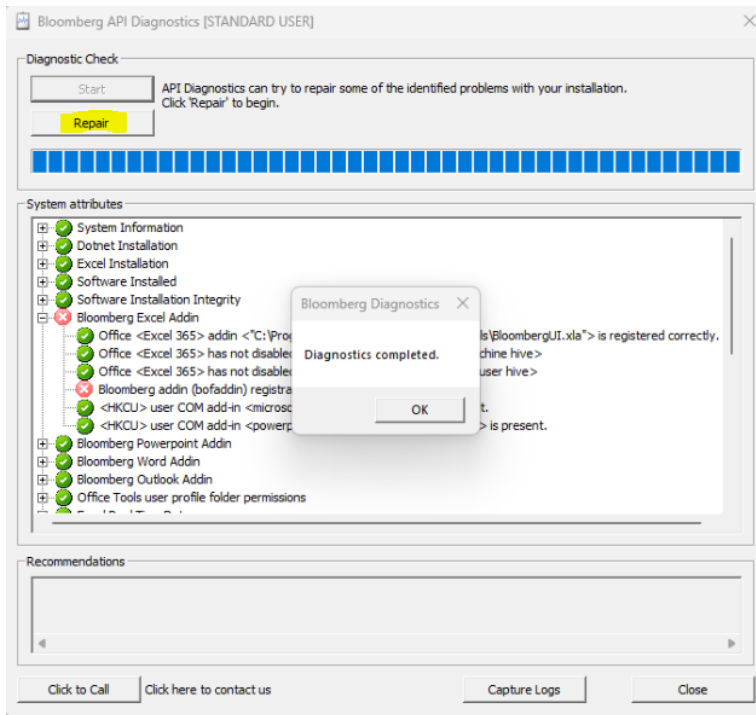 Bloomberg API Diagnostics [STANDARD USER]
Diagnostic Check
Start
API Diagnostics can try to repair some of the identified problems with your installation.
Click 'Repair' to begin.
Repair
System attributes
System Information
Dotnet Installation
Excel Installation
Software Installed
Software Installation Integrity
Bloomberg Excel Addin
Office <Excel 365> addin <"C:\Prog ls\BloombergUI.xla"> is registered correctly.
Office <Excel 365> has not disable chine hive>
Office <Excel 365> has not disable user hive>
Bloomberg addin (bofaddin) registra
<HKCU> user COM add-in <microso t.
<HKCU> user COM add-in <powerp > is present.
Bloomberg Powerpoint Addin
Bloomberg Word Addin
Bloomberg Outlook Addin
Office Tools user profile folder permissions
Bloomberg Diagnostics
Diagnostics completed.
OK
Recommendations
Click to Call
Click here to contact us
Capture Logs
Close